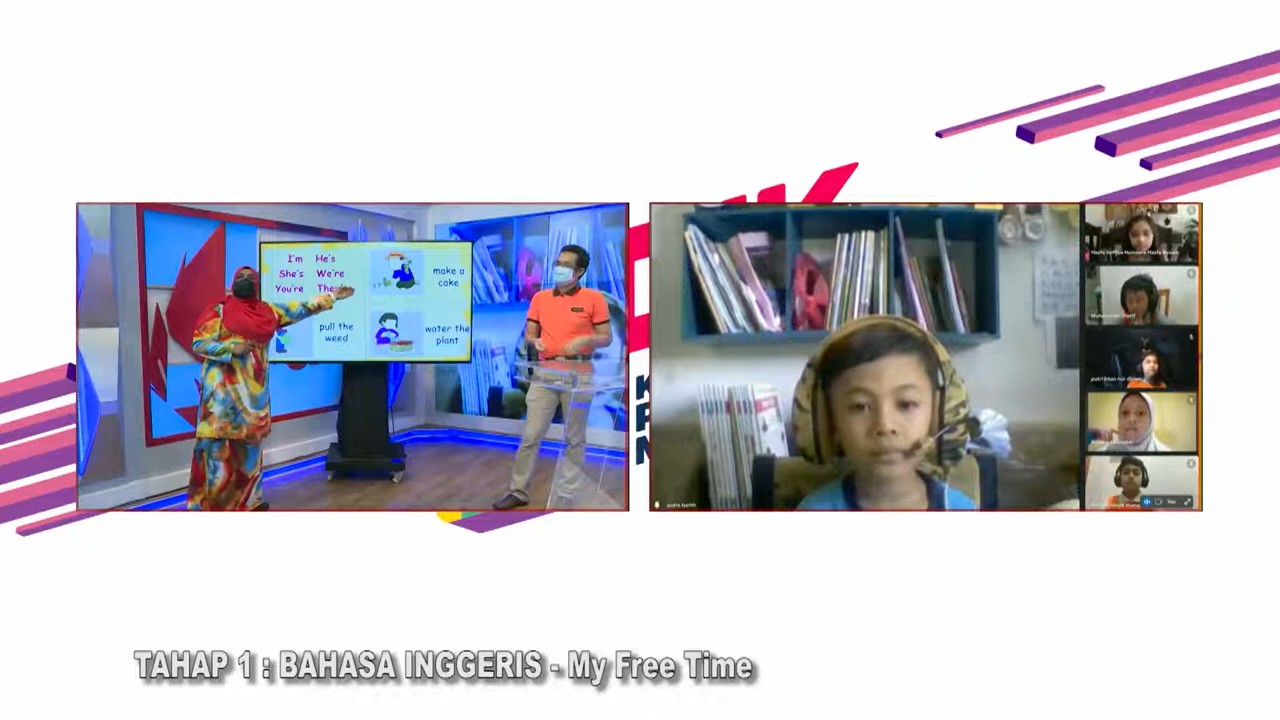 I'm He's
She's We're
You're
make a
cake
pull the
weed
water the
plant
You
TAHAP 1 : BAHASA INGGERIS - My Free Time